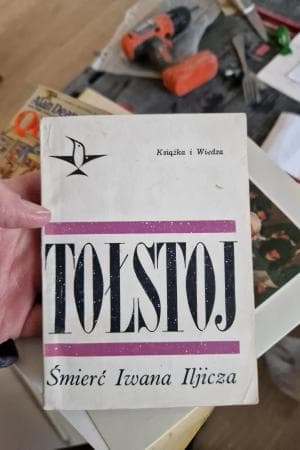 Książka i Wiedza
TOŁSTOJ
Śmierć Iwana Iljicza